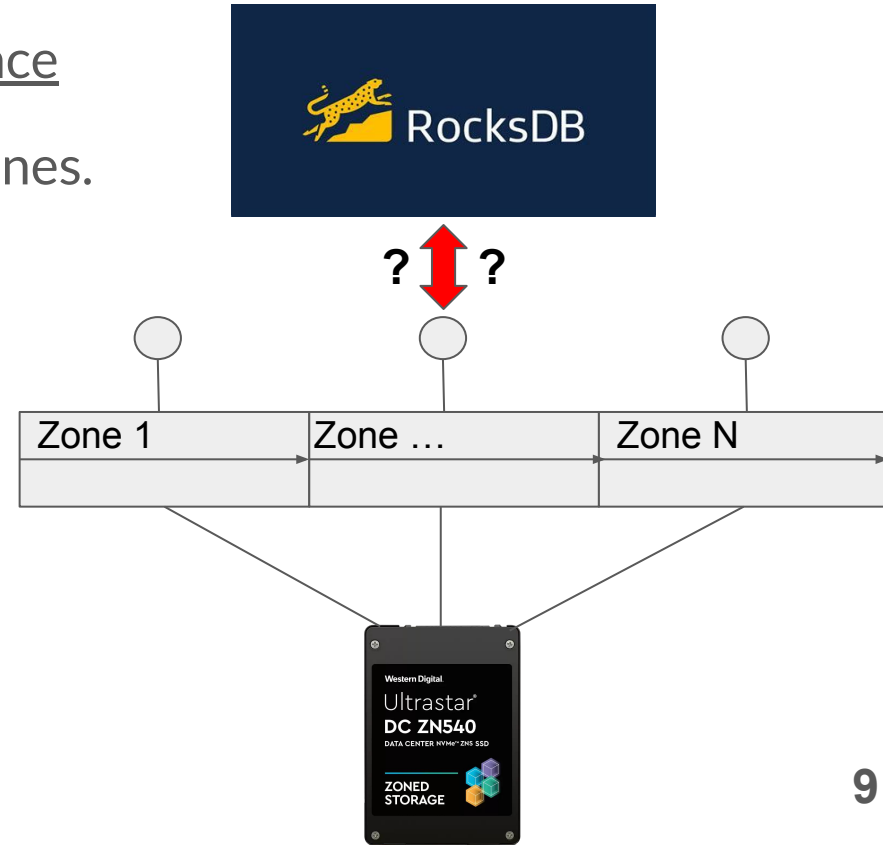 nce
nes.
RocksDB
? ?
Zone 1 Zone … Zone N
Western Digital.
Ultrastar®
DC ZN540
DATA CENTER NVMe™ ZNS SSD
ZONED
STORAGE
9